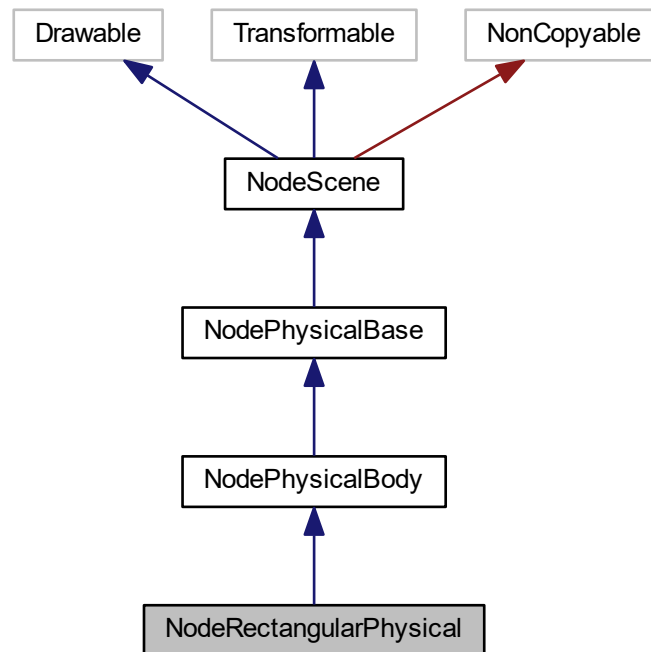 Drawable
Transformable
NonCopyable
NodeScene
NodePhysicalBase
NodePhysicalBody
NodeRectangularPhysical